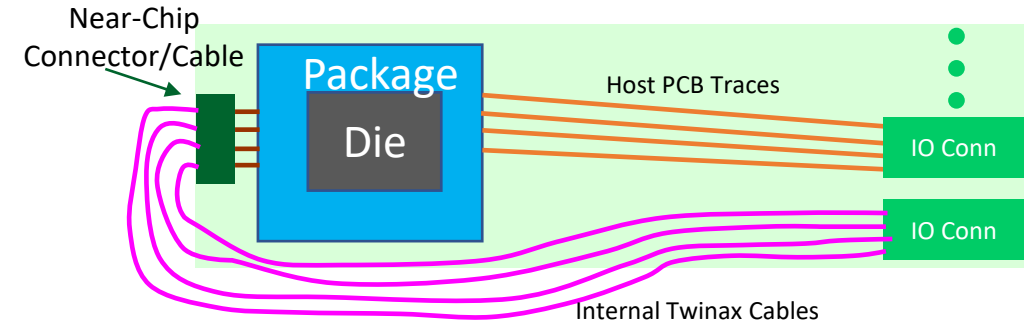 Near-Chip
Connector/Cable
Package
Die
Host PCB Traces
IO Conn
IO Conn
Internal Twinax Cables